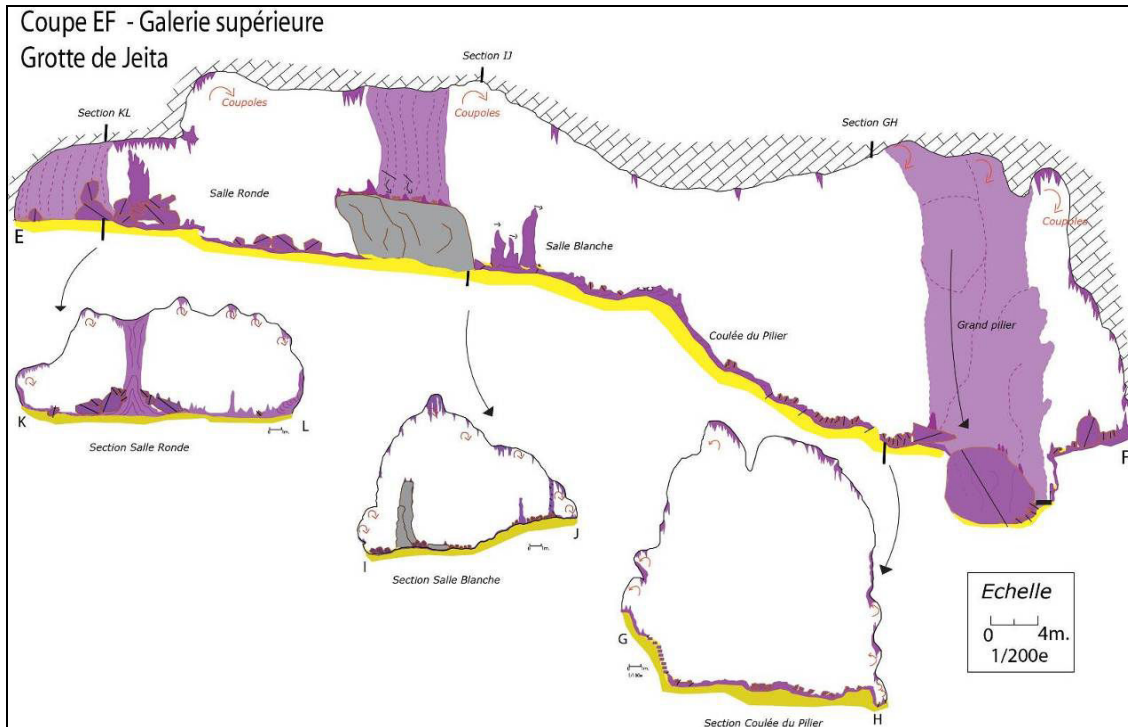 Coupe EF - Galerie supérieure
Grotte de Jeita
Section IJ
Coupoles
Coupoles
Section KL
Section GH
Salle Ronde
Coupoles
E
Salle Blanche
Grand pilier
Coulée du Pilier
F
K
L
Section Salle Ronde
I
J
Section Salle Blanche
G
1/100e
H
Section Coulée du Pilier
Echelle
0 4m.
1/200e